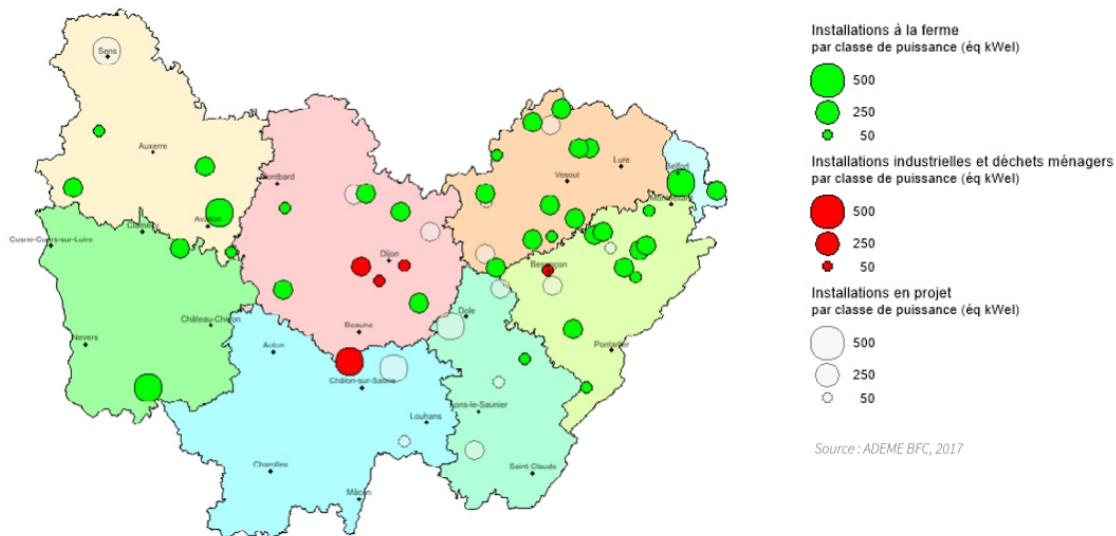 Sens
Auxerre
Montbard
Avallon
Clamecy
Cosne-Cours-sur-Loire
Château-Chinon
Nevers
Dijon
Beaune
Autun
Châlon-sur-Saône
Louhans
Charolles
Mâcon
Lure
Vesoul
Belfort
Montbéliard
Besançon
Dole
Pontarlier
Lons-le-Saunier
Saint-Claude
Installations à la ferme
par classe de puissance (éq kWel)
500
250
50
Installations industrielles et déchets ménagers
par classe de puissance (éq kWel)
500
250
50
Installations en projet
par classe de puissance (éq kWel)
500
250
50
Source : ADEME BFC, 2017